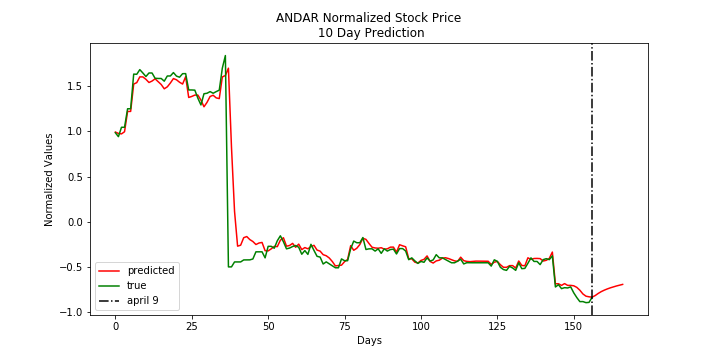 ANDAR Normalized Stock Price
10 Day Prediction
Normalized Values
1.5
1.0
0.5
0.0
−0.5
−1.0
predicted
true
april 9
0 25 50 75 100 125 150
Days